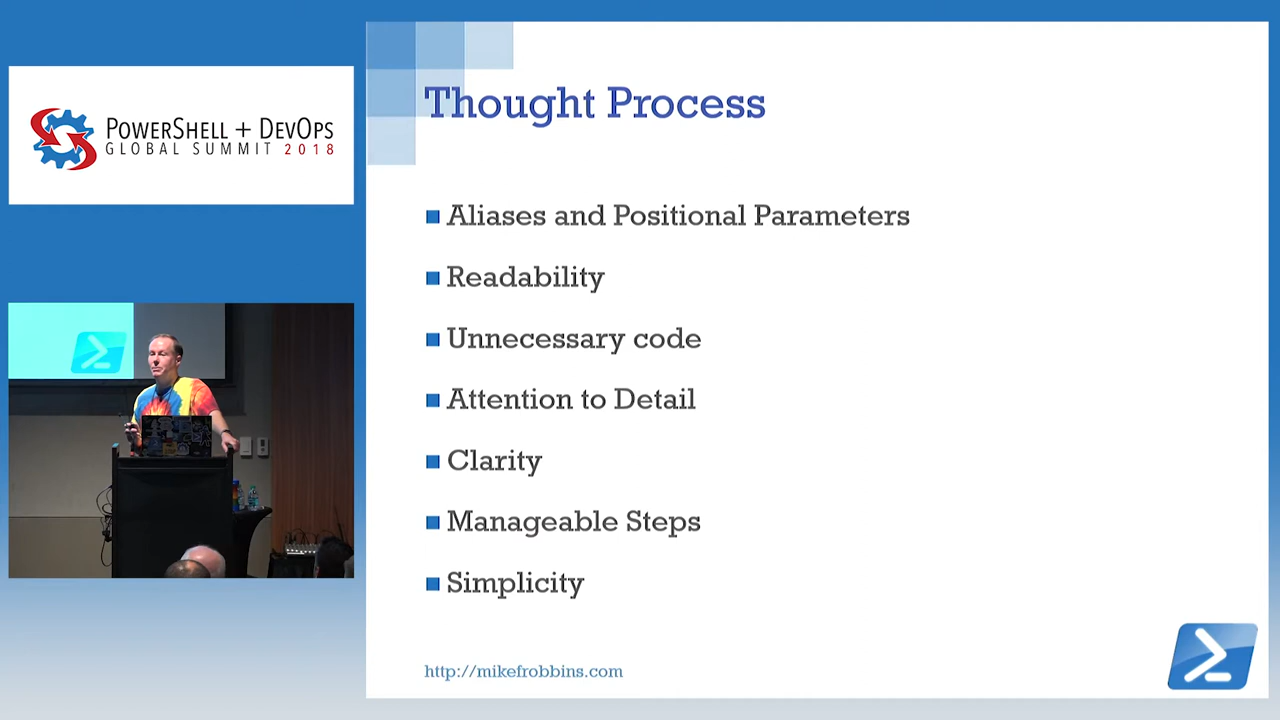 POWERSHELL + DEVOPS
GLOBAL SUMMIT 2018
Thought Process
Aliases and Positional Parameters
Readability
Unnecessary code
Attention to Detail
Clarity
Manageable Steps
Simplicity
http://mikefrobbins.com